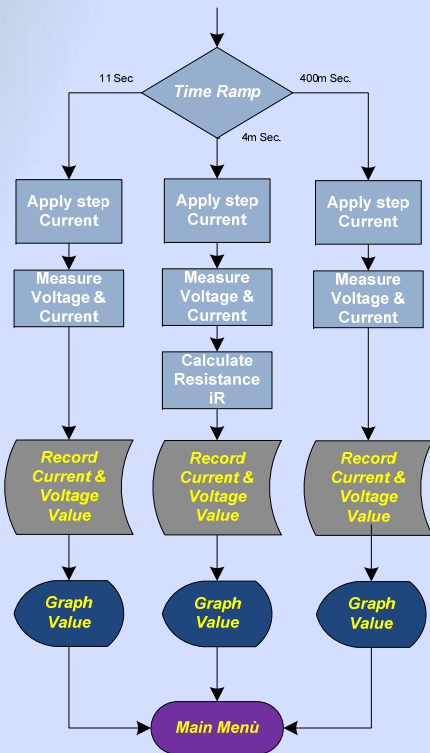 11 Sec
Time Ramp
400m Sec.
4m Sec.
Apply step
Current
Measure
Voltage &
Current
Record
Current &
Voltage
Value
Graph
Value
Apply step
Current
Measure
Voltage &
Current
Calculate
Resistance
iR
Record
Current &
Voltage
Value
Graph
Value
Apply step
Current
Measure
Voltage &
Current
Record
Current &
Voltage
Value
Graph
Value
Main Menù